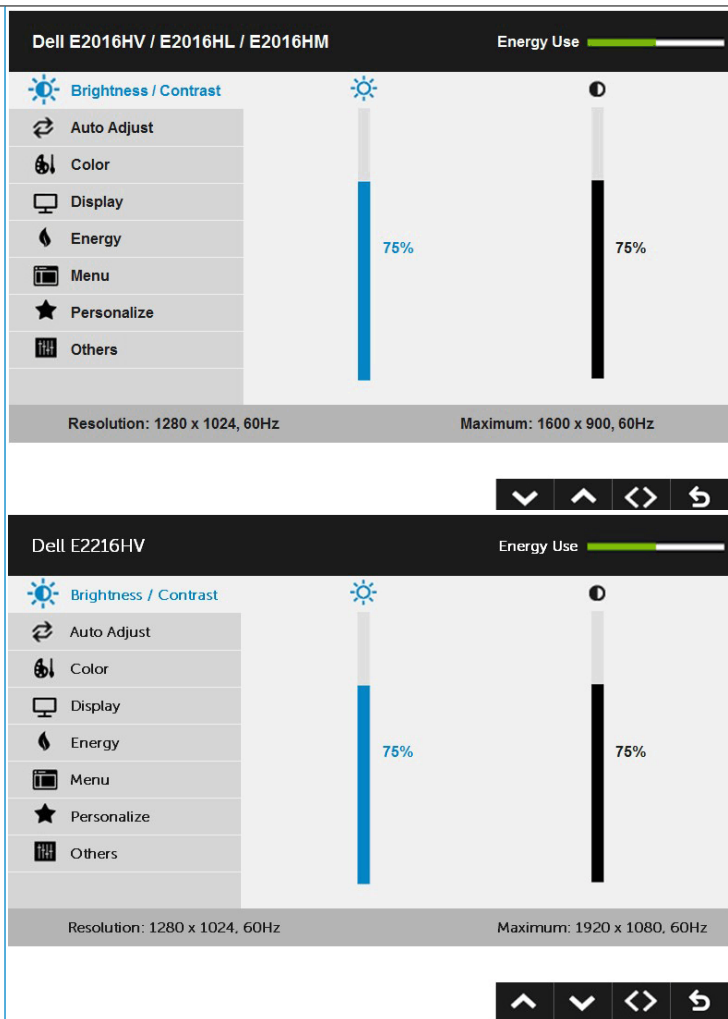 Dell E2016HV / E2016HL / E2016HM Energy Use
Brightness / Contrast
Auto Adjust
Color
Display
Energy
75% 75%
Menu
Personalize
Others
Resolution: 1280 x 1024, 60Hz Maximum: 1600 x 900, 60Hz
Dell E2216HV Energy Use
Brightness / Contrast
Auto Adjust
Color
Display
Energy
75% 75%
Menu
Personalize
Others
Resolution: 1280 x 1024, 60Hz Maximum: 1920 x 1080, 60Hz